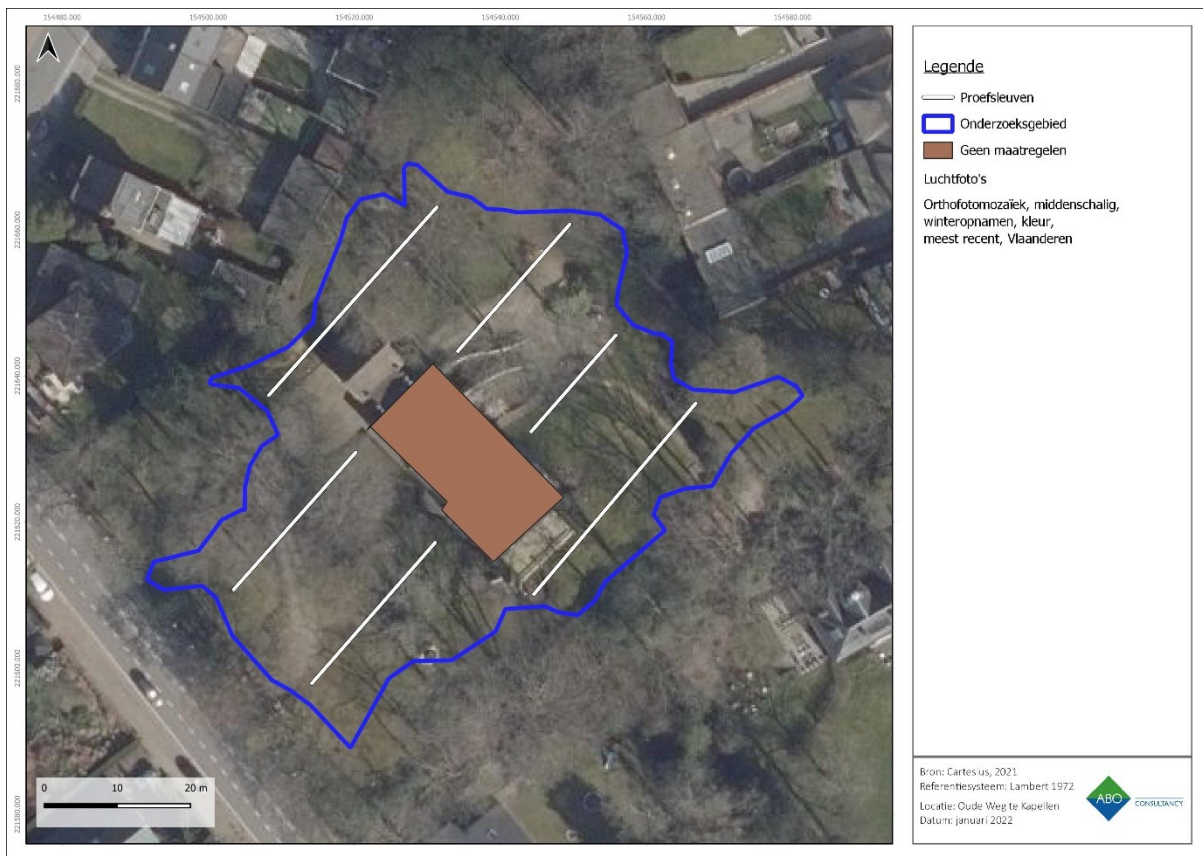 154480.000
154500.000
154520.000
154540.000
154560.000
154580.000
221680.000
221660.000
221640.000
221620.000
221600.000
221580.000
0
10
20 m
Legende
Proefsleuven
Onderzoeksgebied
Geen maatregelen
Luchtfoto's
Orthofotomozaïek, middenschalig,
winteropnamen, kleur,
meest recent, Vlaanderen
Bron: Cartesius, 2021
Referentiesysteem: Lambert 1972
Locatie: Oude Weg te Kapellen
Datum: januari 2022
ABO
CONSULTANCY